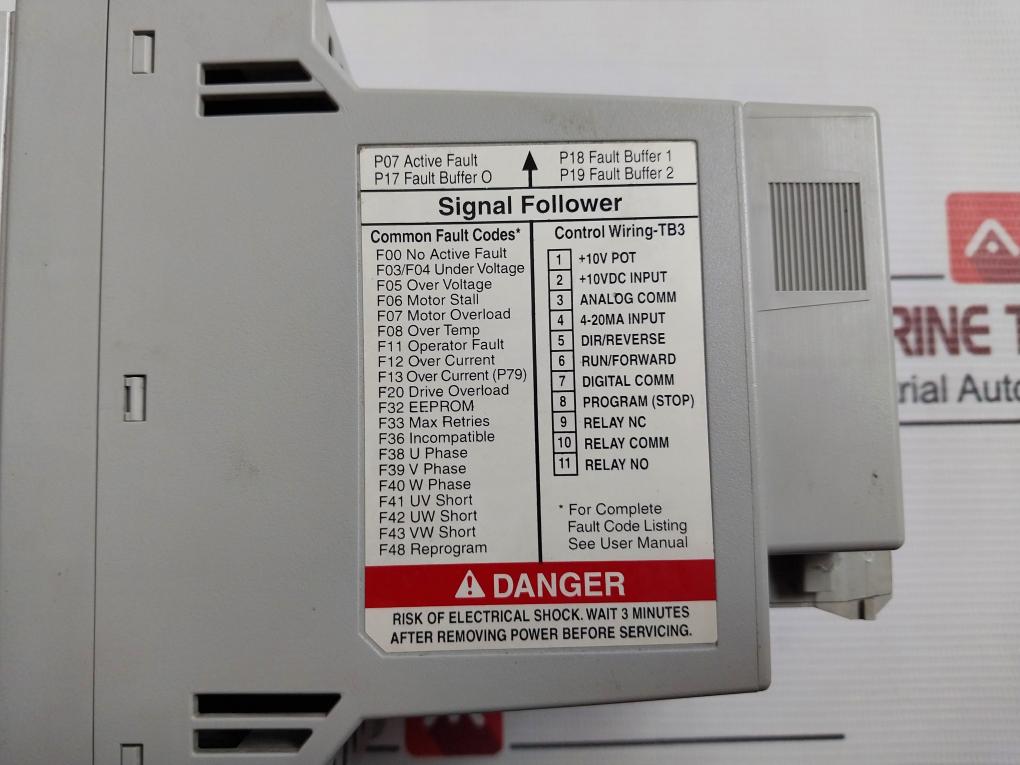 P07 Active Fault
P17 Fault Buffer O
P18 Fault Buffer 1
P19 Fault Buffer 2
Signal Follower
Common Fault Codes*
F00 No Active Fault
F03/F04 Under Voltage
F05 Over Voltage
F06 Motor Stall
F07 Motor Overload
F08 Over Temp
F11 Operator Fault
F12 Over Current
F13 Over Current (P79)
F20 Drive Overload
F32 EEPROM
F33 Max Retries
F36 Incompatible
F38 U Phase
F39 V Phase
F40 W Phase
F41 UV Short
F42 UW Short
F43 VW Short
F48 Reprogram
Control Wiring-TB3
1 +10V POT
2 +10VDC INPUT
3 ANALOG COMM
4 4-20MA INPUT
5 DIR/REVERSE
6 RUN/FORWARD
7 DIGITAL COMM
8 PROGRAM (STOP)
9 RELAY NC
10 RELAY COMM
11 RELAY NO
* For Complete
Fault Code Listing
See User Manual
DANGER
RISK OF ELECTRICAL SHOCK. WAIT 3 MINUTES
AFTER REMOVING POWER BEFORE SERVICING.
RINE T
rial Auto